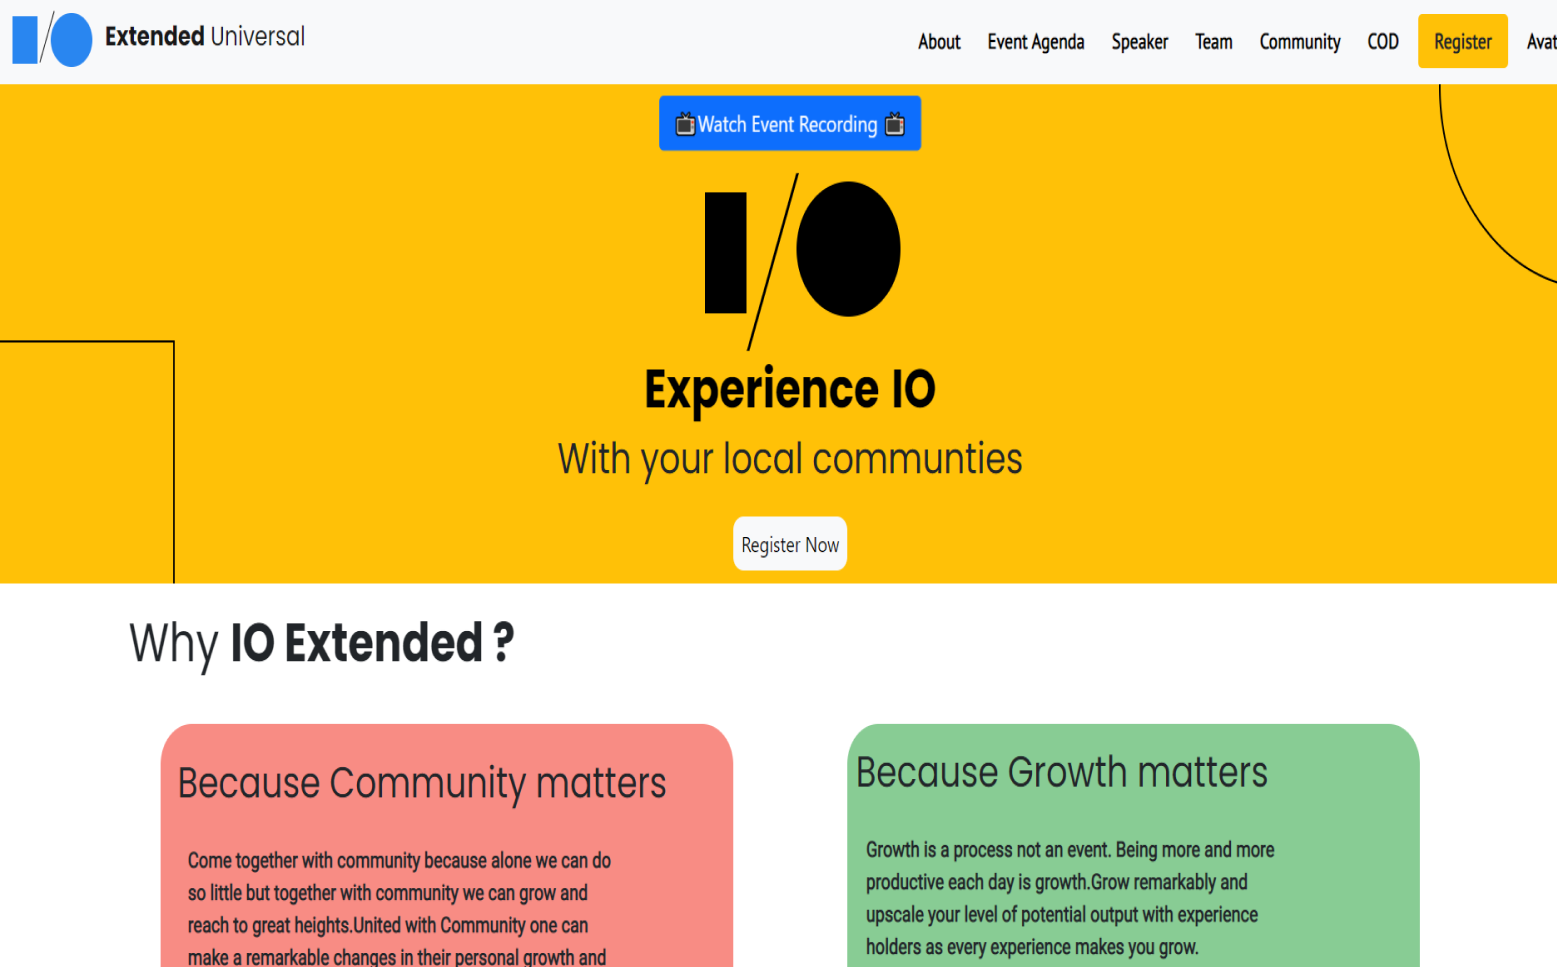 I/O Extended Universal
About Event Agenda Speaker Team Community COD Register Avat
📺Watch Event Recording 📺
I/O
Experience IO
With your local communties
Register Now
Why IO Extended ?
Because Community matters
Come together with community because alone we can do
so little but together with community we can grow and
reach to great heights.United with Community one can
make a remarkable changes in their personal growth and
Because Growth matters
Growth is a process not an event. Being more and more
productive each day is growth.Grow remarkably and
upscale your level of potential output with experience
holders as every experience makes you grow.